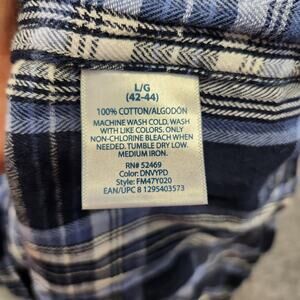 L/G
(42-44)
100% COTTON/ALGODÓN
MACHINE WASH COLD. WASH
WITH LIKE COLORS. ONLY
NON-CHLORINE BLEACH WHEN
NEEDED. TUMBLE DRY LOW.
MEDIUM IRON.
RN# 52469
Color: DNVYPD
Style: FM47Y020
EAN/UPC 8 1295403573